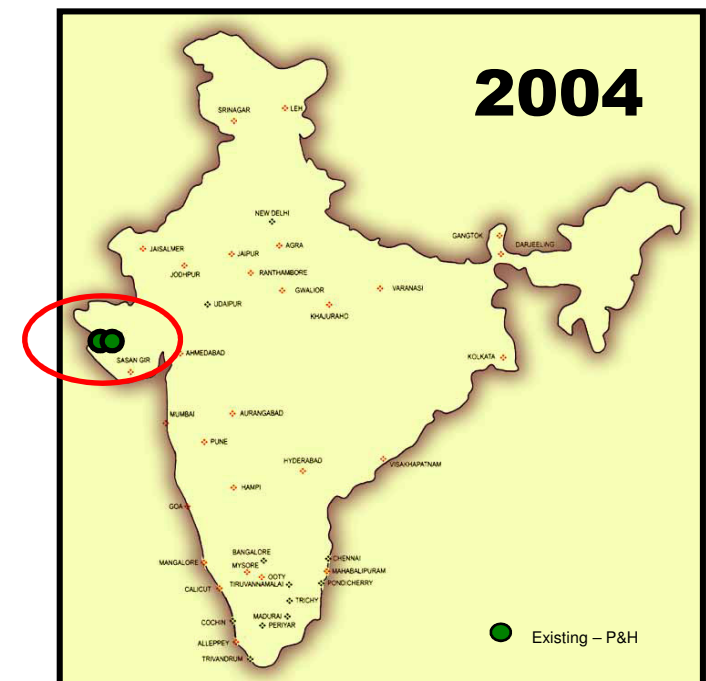 2004
SRINAGAR
LEH
NEW DELHI
GANGTOK
DARJEELING
JAISALMER
JAIPUR
AGRA
JODHPUR
RANTHAMBORE
GWALIOR
VARANASI
UDAIPUR
KHAJURAHO
SASAN GIR
AHMEDABAD
KOLKATA
MUMBAI
AURANGABAD
PUNE
HYDERABAD
VISAKHAPATNAM
HAMPI
GOA
BANGALORE
CHENNAI
MANGALORE
MYSORE
MAHABALIPURAM
OOTY
TIRUVANNAMALAI
PONDICHERRY
CALICUT
TRICHY
MADURAI
COCHIN
PERIYAR
ALLEPPEY
TRIVANDRUM
Existing – P&H